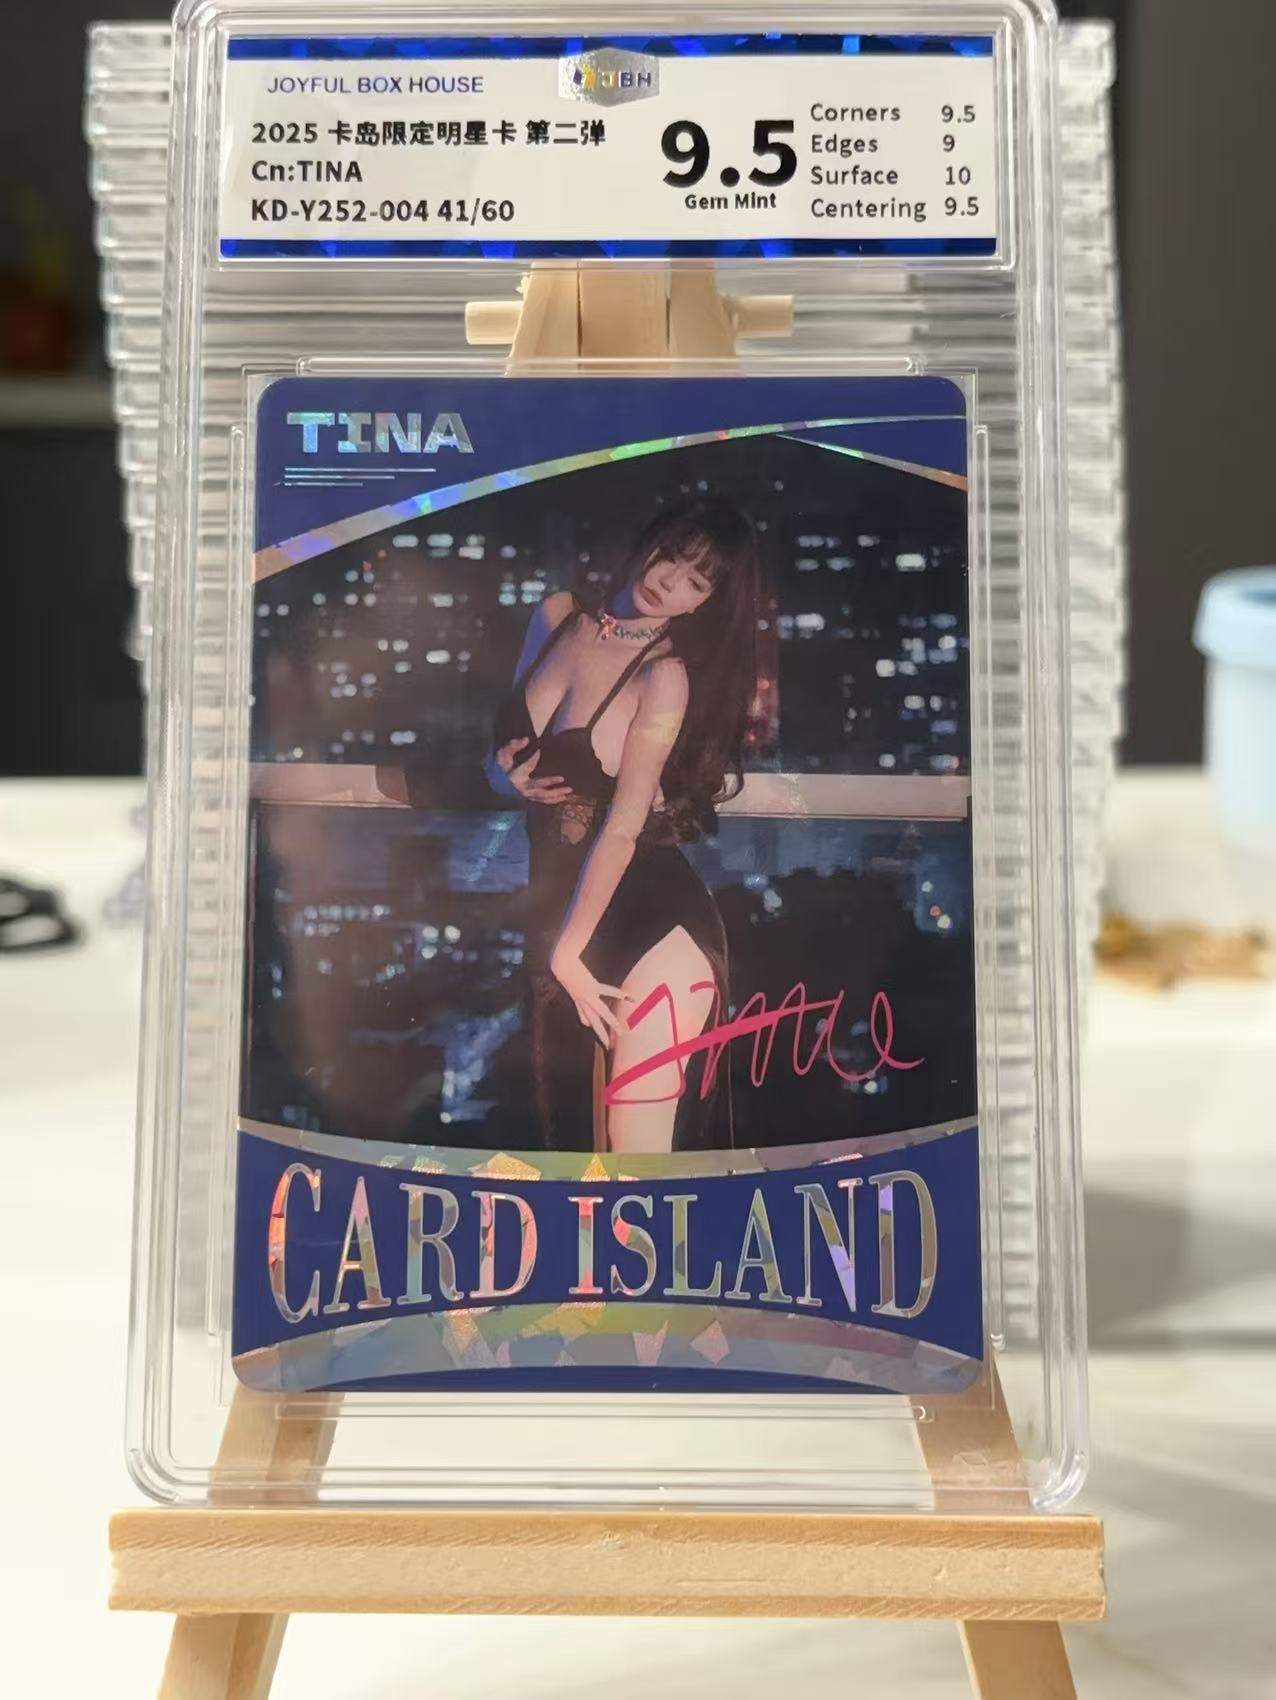 JOYFUL BOX HOUSE
JBH
2025 卡岛限定明星卡 第二弹
Cn:TINA
KD-Y252-004 41/60
9.5
Gem Mint
Corners 9.5
Edges 9
Surface 10
Centering 9.5
TINA
CARD ISLAND